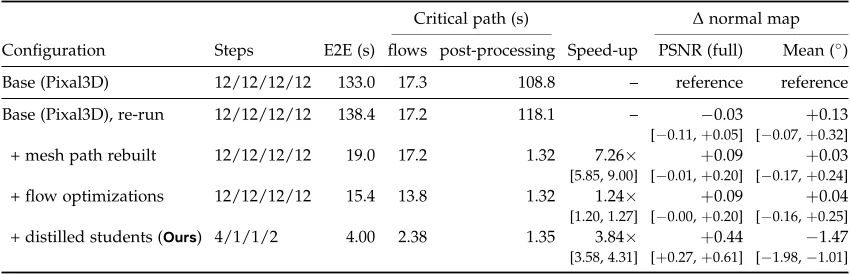 Critical path (s) Δ normal map
Configuration Steps E2E (s) flows post-processing Speed-up PSNR (full) Mean (°)
Base (Pixal3D) 12/12/12/12 133.0 17.3 108.8 – reference reference
Base (Pixal3D), re-run 12/12/12/12 138.4 17.2 118.1 – −0.03 +0.13
[−0.11, +0.05] [−0.07, +0.32]
+ mesh path rebuilt 12/12/12/12 19.0 17.2 1.32 7.26× +0.09 +0.03
[5.85, 9.00] [−0.01, +0.20] [−0.17, +0.24]
+ flow optimizations 12/12/12/12 15.4 13.8 1.32 1.24× +0.09 +0.04
[1.20, 1.27] [−0.00, +0.20] [−0.16, +0.25]
+ distilled students (Ours) 4/1/1/2 4.00 2.38 1.35 3.84× +0.44 −1.47
[3.58, 4.31] [+0.27, +0.61] [−1.98, −1.01]